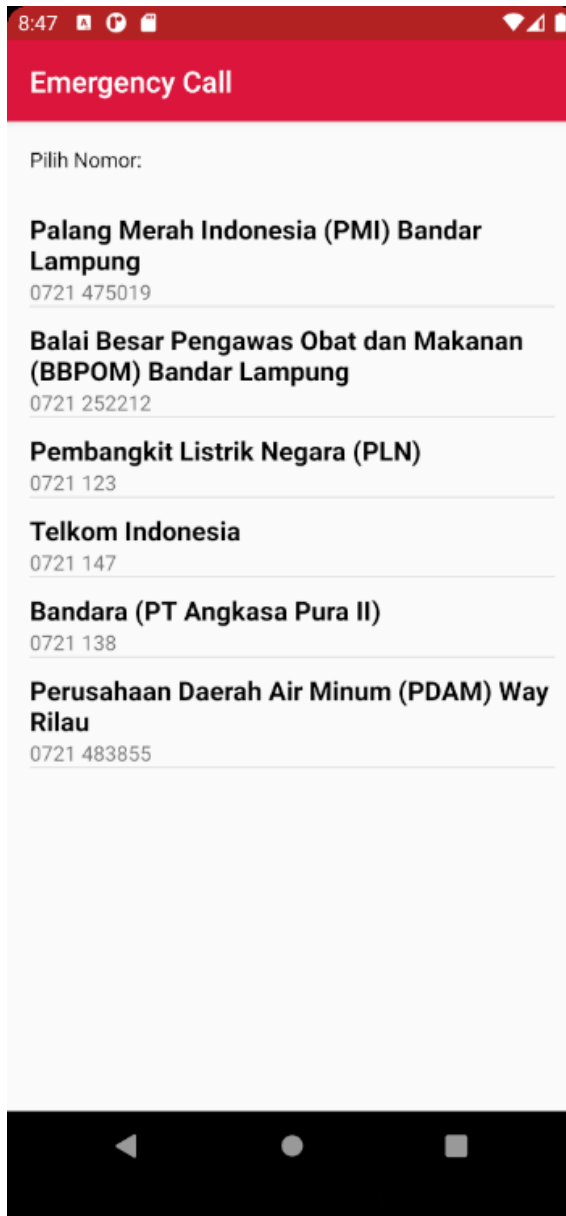 8:47
Emergency Call
Pilih Nomor:
Palang Merah Indonesia (PMI) Bandar
Lampung
0721 475019
Balai Besar Pengawas Obat dan Makanan
(BBPOM) Bandar Lampung
0721 252212
Pembangkit Listrik Negara (PLN)
0721 123
Telkom Indonesia
0721 147
Bandara (PT Angkasa Pura II)
0721 138
Perusahaan Daerah Air Minum (PDAM) Way
Rilau
0721 483855